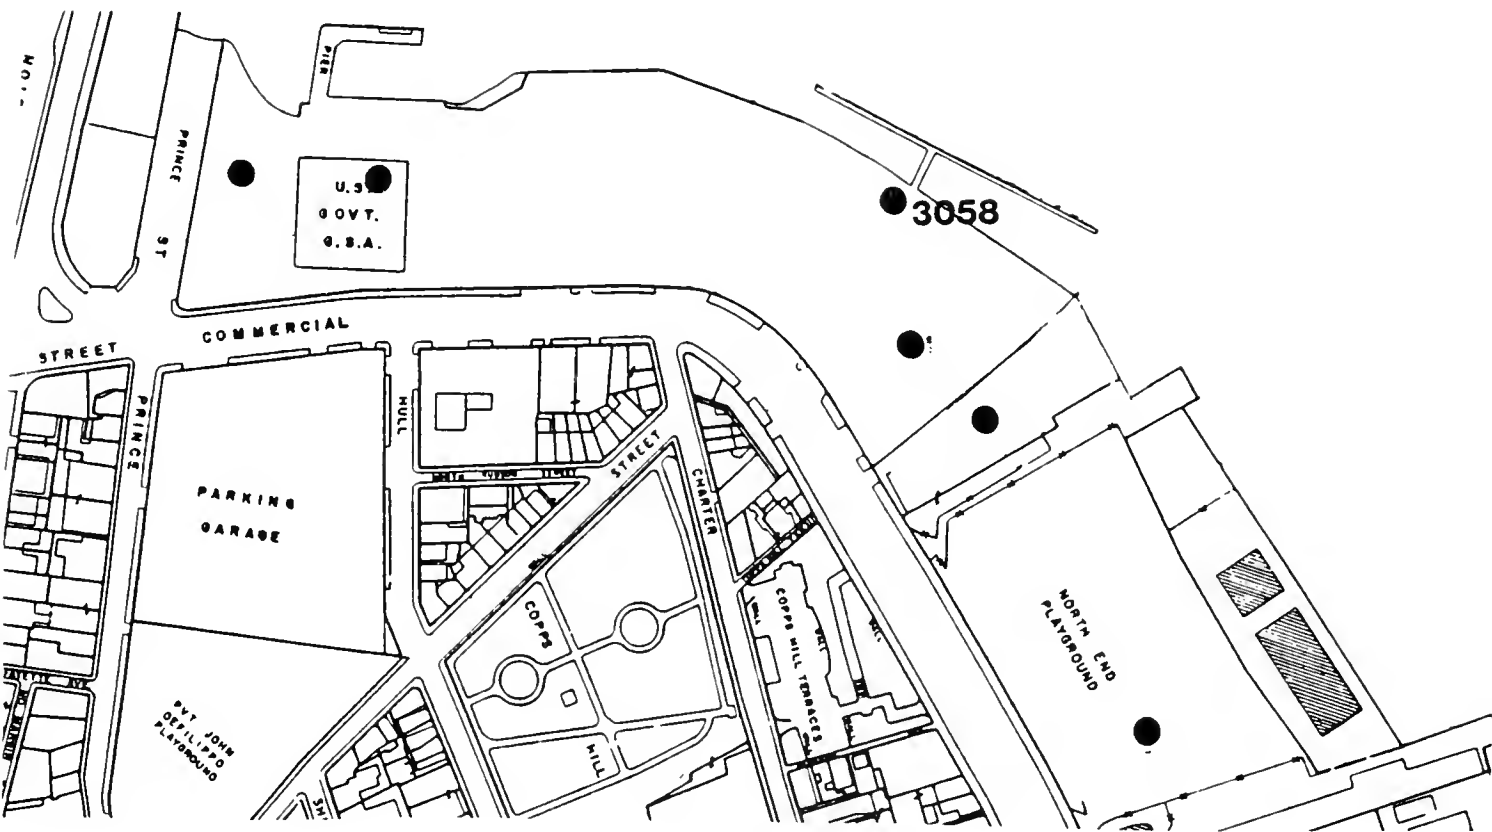 PIER
PRINCE
ST
U.S.
GOVT.
G.S.A.
3058
COMMERCIAL
STREET
PRINCE
HULL
STREET
CHARTER
PARKING
GARAGE
COPPS
HILL
COPPS HILL TERRACES
WALL
NORTH END
PLAYGROUND
PVT. JOHN
DEFILIPPO
PLAYGROUND